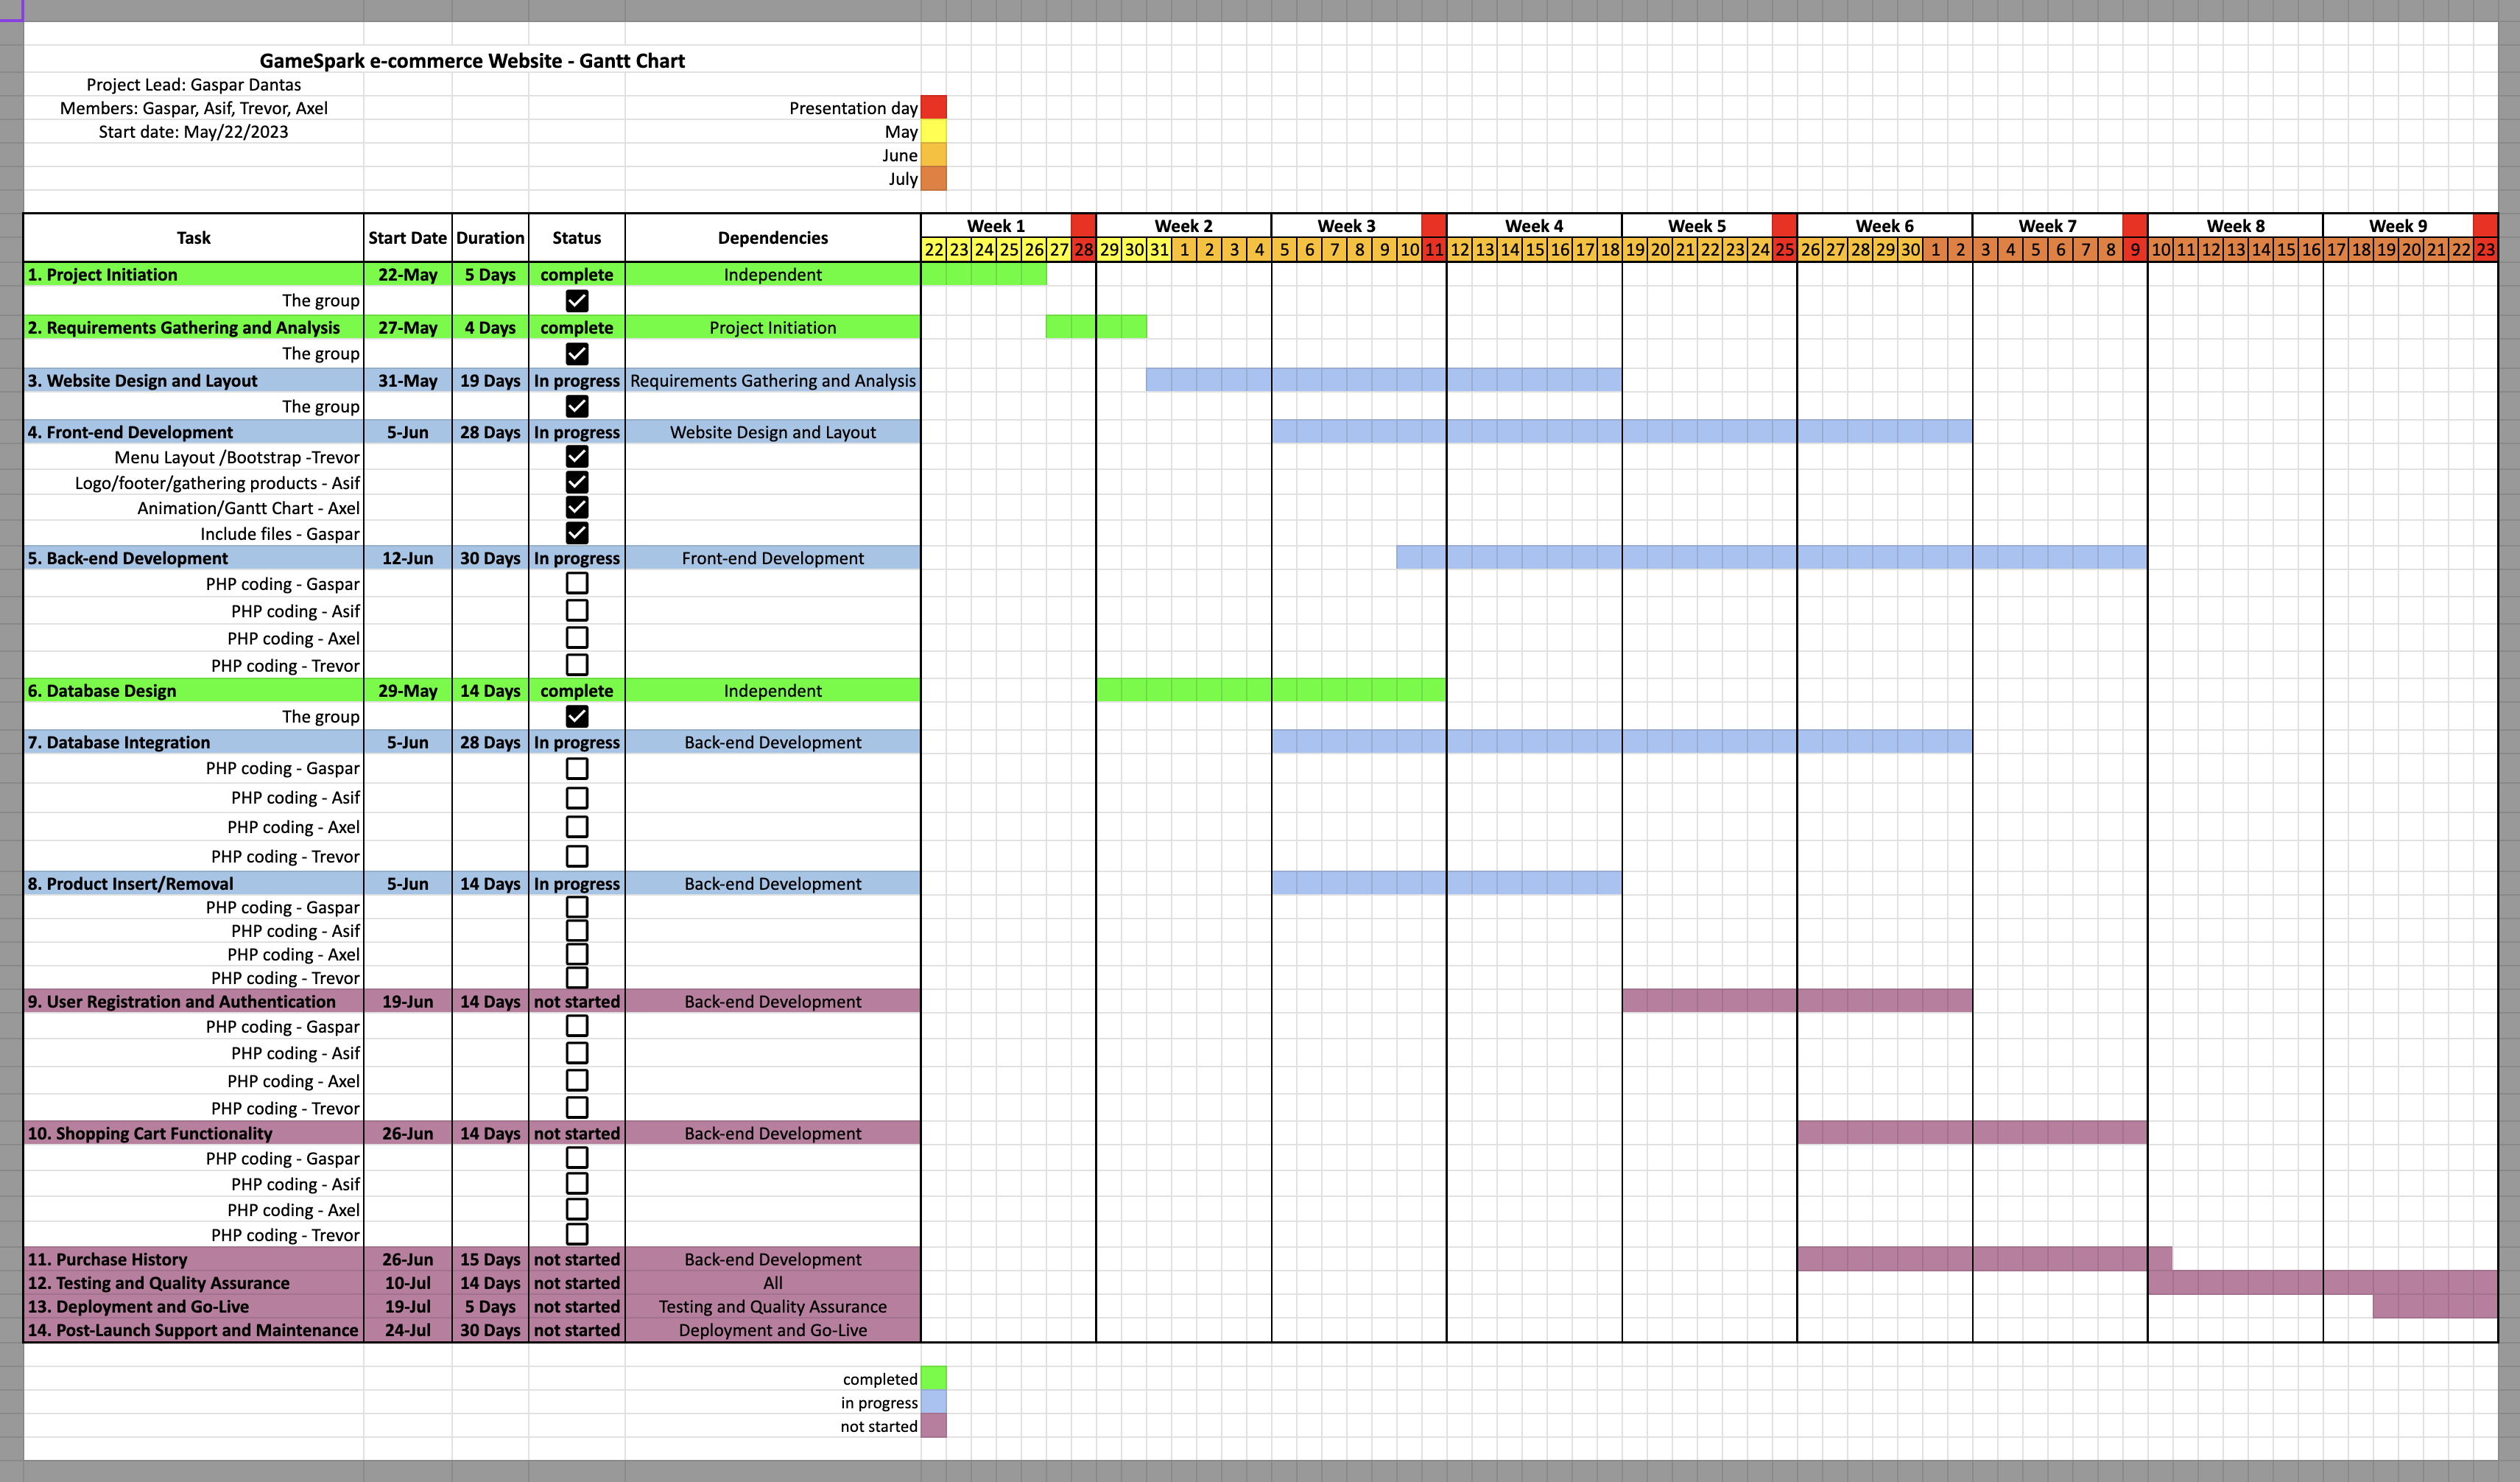 GameSpark e-commerce Website - Gantt Chart
Project Lead: Gaspar Dantas
Members: Gaspar, Asif, Trevor, Axel
Presentation day
Start date: May/22/2023
May
June
July
Task Start Date Duration Status Dependencies Week 1 Week 2 Week 3 Week 4 Week 5 Week 6 Week 7 Week 8 Week 9
22 23 24 25 26 27 28 29 30 31 1 2 3 4 5 6 7 8 9 10 11 12 13 14 15 16 17 18 19 20 21 22 23 24 25 26 27 28 29 30 1 2 3 4 5 6 7 8 9 10 11 12 13 14 15 16 17 18 19 20 21 22 23
1. Project Initiation 22-May 5 Days complete Independent
The group
2. Requirements Gathering and Analysis 27-May 4 Days complete Project Initiation
The group
3. Website Design and Layout 31-May 19 Days In progress Requirements Gathering and Analysis
The group
4. Front-end Development 5-Jun 28 Days In progress Website Design and Layout
Menu Layout /Bootstrap -Trevor
Logo/footer/gathering products - Asif
Animation/Gantt Chart - Axel
Include files - Gaspar
5. Back-end Development 12-Jun 30 Days In progress Front-end Development
PHP coding - Gaspar
PHP coding - Asif
PHP coding - Axel
PHP coding - Trevor
6. Database Design 29-May 14 Days complete Independent
The group
7. Database Integration 5-Jun 28 Days In progress Back-end Development
PHP coding - Gaspar
PHP coding - Asif
PHP coding - Axel
PHP coding - Trevor
8. Product Insert/Removal 5-Jun 14 Days In progress Back-end Development
PHP coding - Gaspar
PHP coding - Asif
PHP coding - Axel
PHP coding - Trevor
9. User Registration and Authentication 19-Jun 14 Days not started Back-end Development
PHP coding - Gaspar
PHP coding - Asif
PHP coding - Axel
PHP coding - Trevor
10. Shopping Cart Functionality 26-Jun 14 Days not started Back-end Development
PHP coding - Gaspar
PHP coding - Asif
PHP coding - Axel
PHP coding - Trevor
11. Purchase History 26-Jun 15 Days not started Back-end Development
12. Testing and Quality Assurance 10-Jul 14 Days not started All
13. Deployment and Go-Live 19-Jul 5 Days not started Testing and Quality Assurance
14. Post-Launch Support and Maintenance 24-Jul 30 Days not started Deployment and Go-Live
completed
in progress
not started